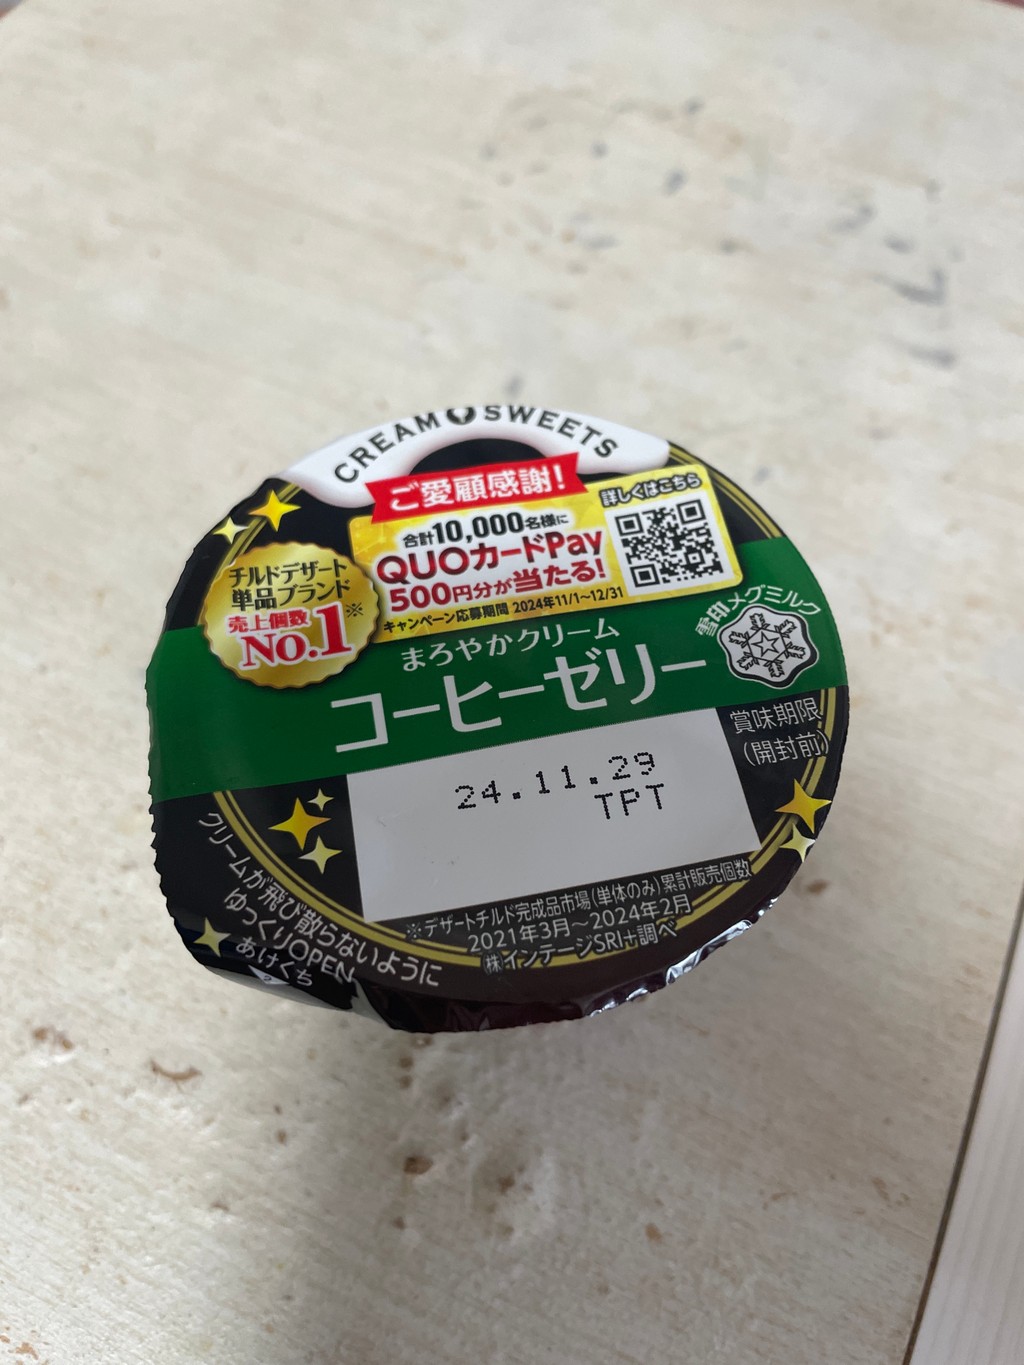 CREAM SWEETS
ご愛顧感謝!
詳しくはこちら
合計10,000名様に
QUOカードPay
500円分が当たる!
キャンペーン応募期間 2024年11/1~12/31
チルドデザート
単品ブランド
売上個数
No.1※
まろやかクリーム
コーヒーゼリー
雪印メグミルク
賞味期限
(開封前)
24.11.29
TPT
※デザートチルド完成品市場(単体のみ)累計販売個数
2021年3月~2024年2月
㈱インテージSRI+調べ
クリームが飛び散らないように
ゆっくりOPEN
あけくち